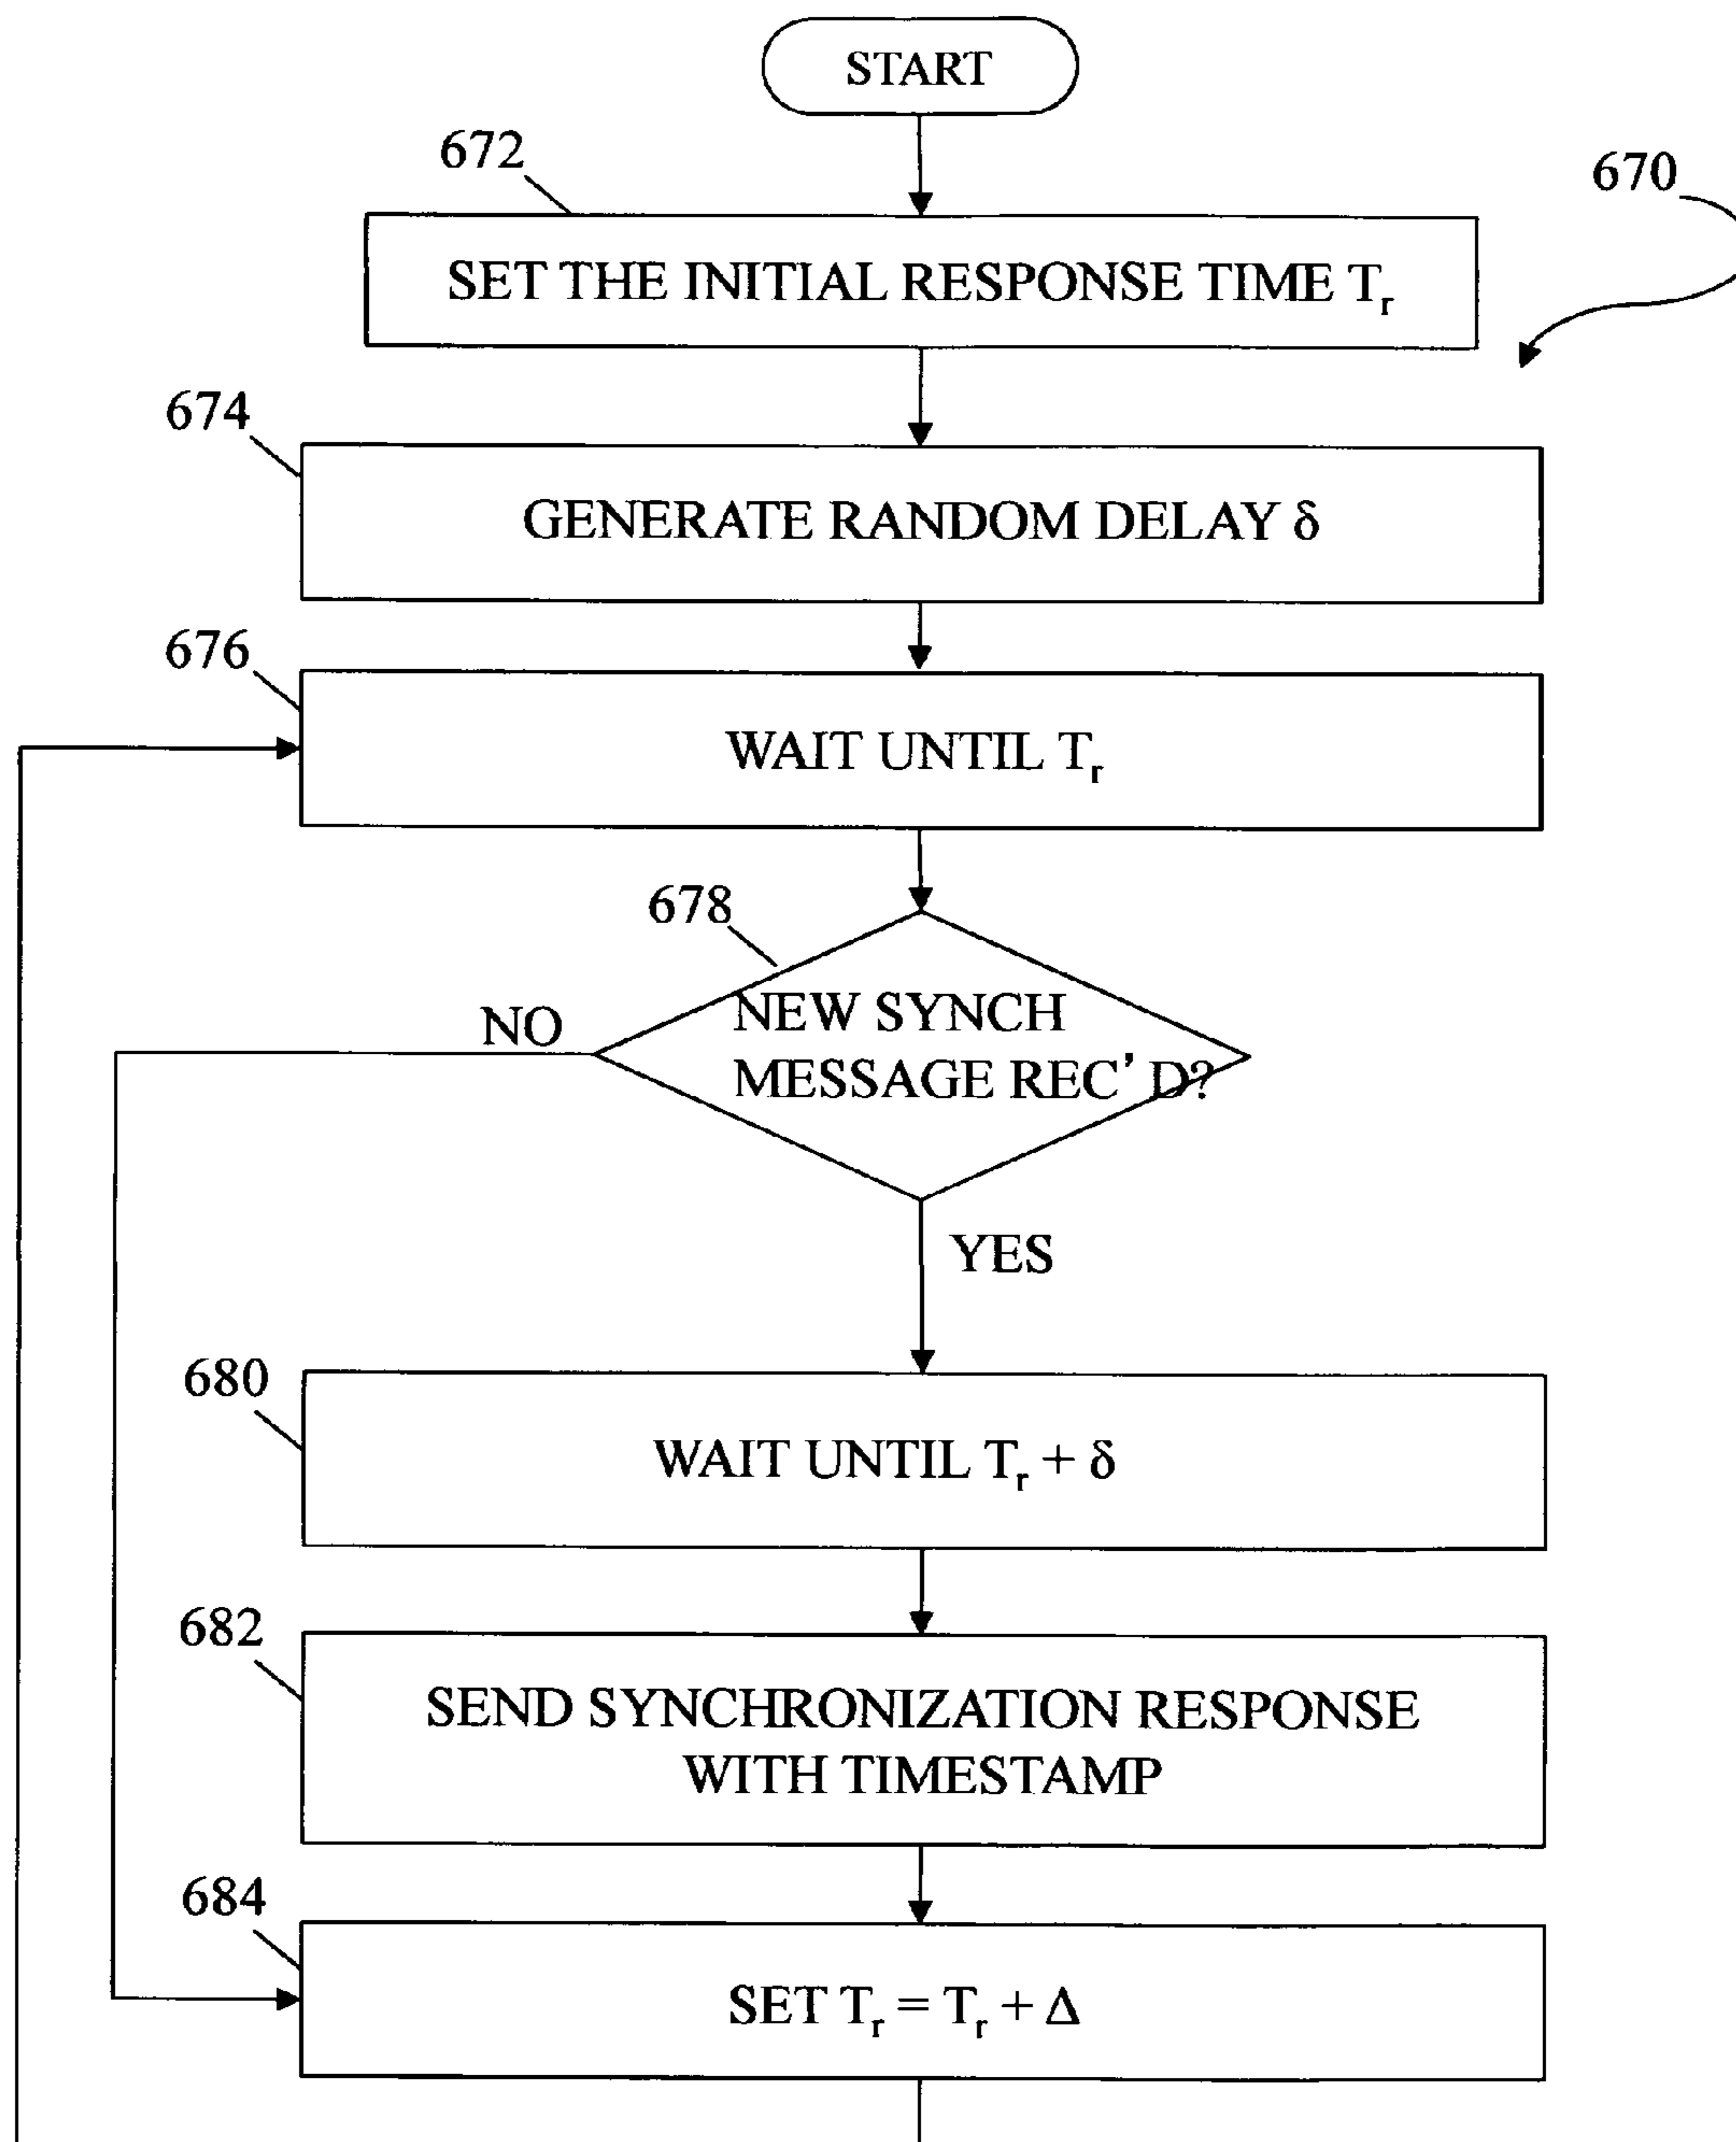 START
672
670
SET THE INITIAL RESPONSE TIME Tr
674
GENERATE RANDOM DELAY δ
676
WAIT UNTIL Tr
678
NO
NEW SYNCH
MESSAGE REC' D?
YES
680
WAIT UNTIL Tr + δ
682
SEND SYNCHRONIZATION RESPONSE
WITH TIMESTAMP
684
SET Tr = Tr + Δ